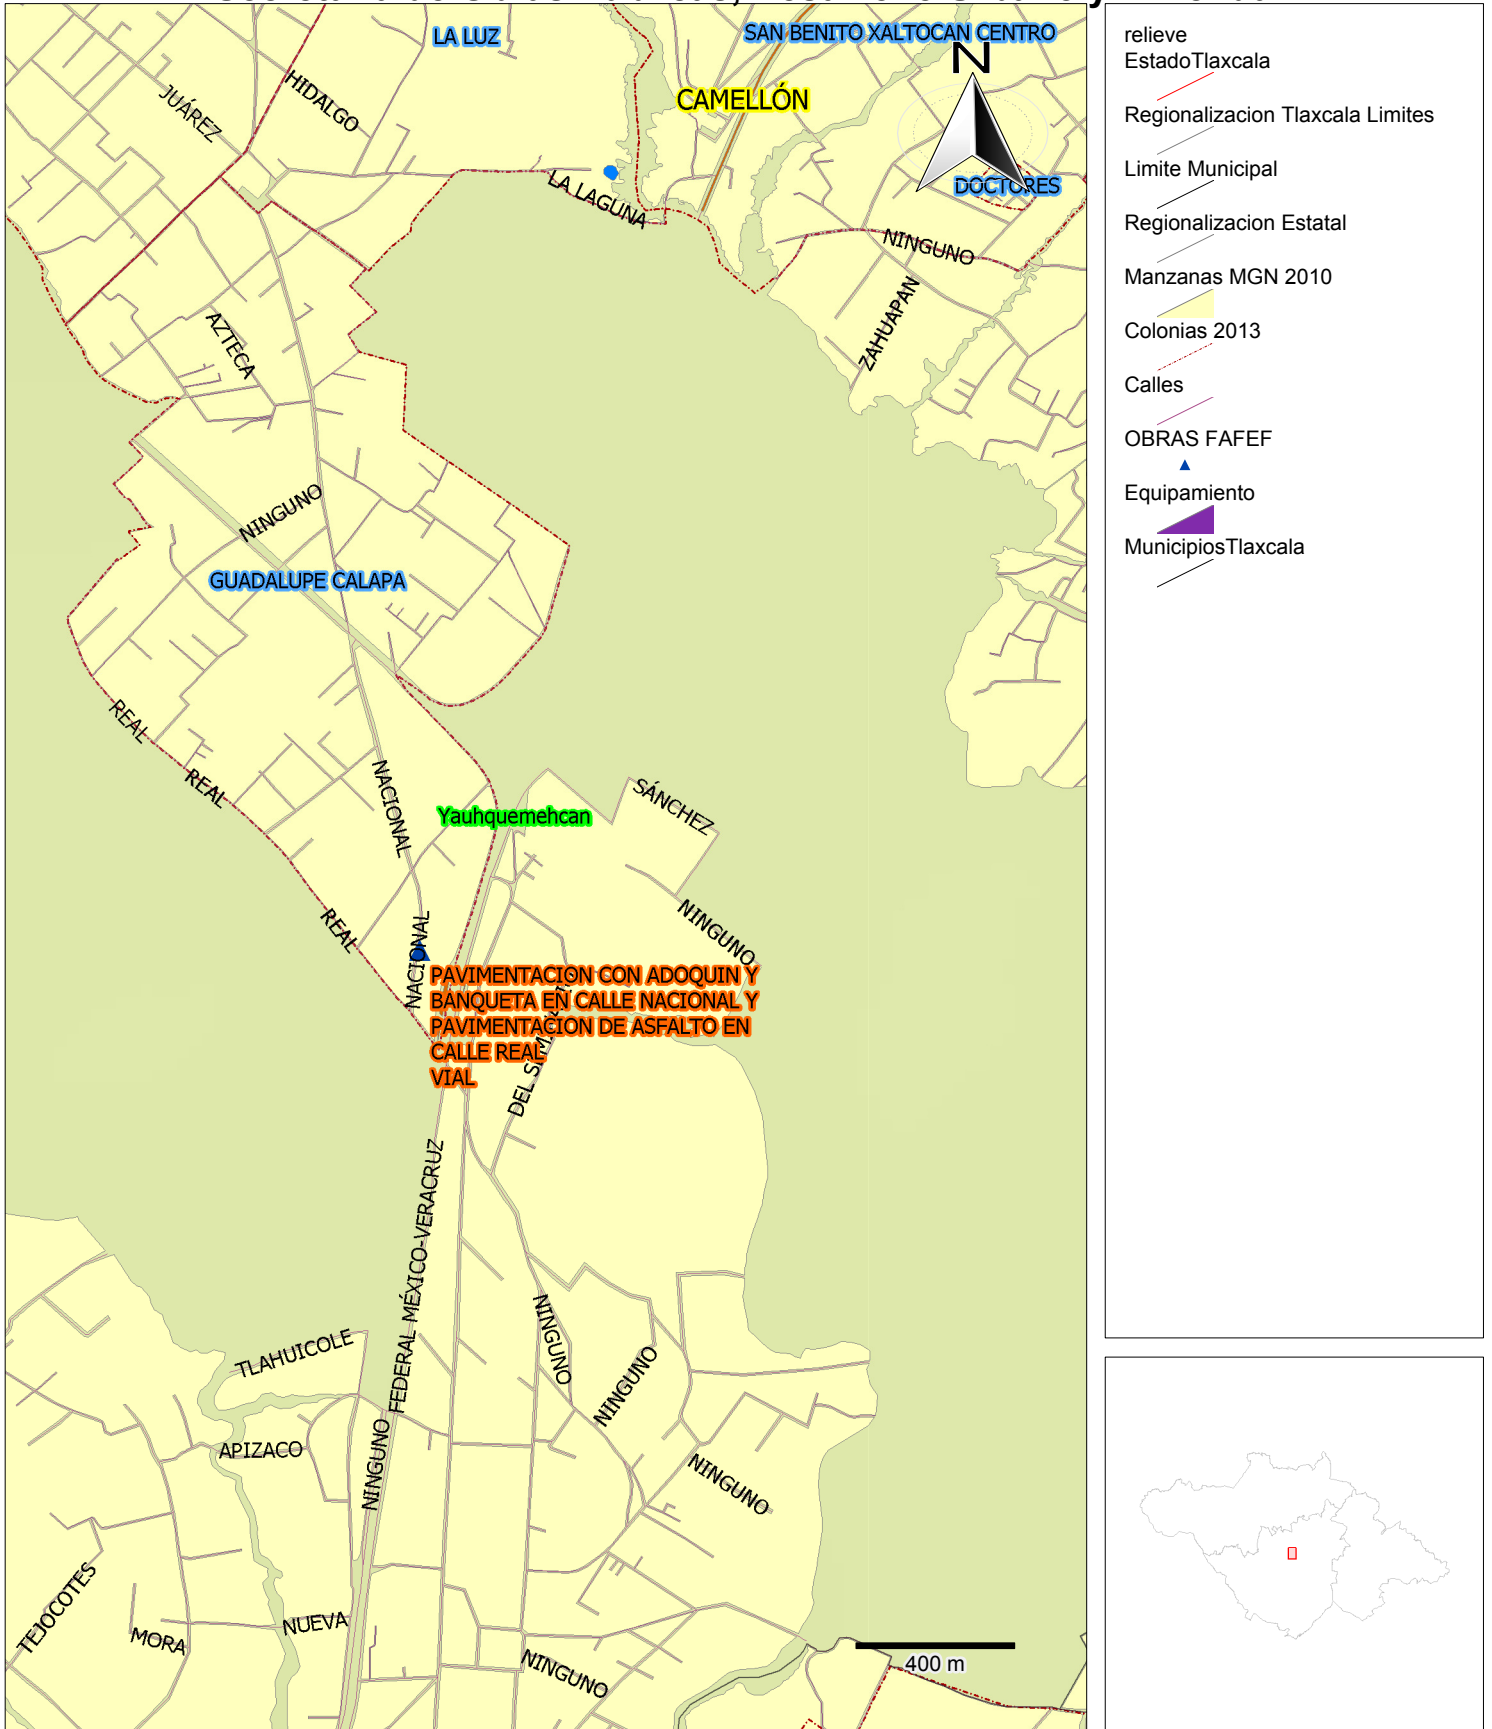 LA LUZ
SAN BENITO XALTOCAN CENTRO
N
CAMELLÓN
HIDALGO
JUÁREZ
LA LAGUNA
DOCTORES
NINGUNO
ZAHUAPAN
AZTECA
NINGUNO
GUADALUPE CALAPA
REAL
REAL
NACIONAL
SÁNCHEZ
Yauhquemehcan
REAL
NACIONAL
NINGUNO
PAVIMENTACION CON ADOQUIN Y
BANQUETA EN CALLE NACIONAL Y
PAVIMENTACION DE ASFALTO EN
CALLE REAL
VIAL
DEL
FEDERAL MÉXICO-VERACRUZ
NINGUNO
TLAHUICOLE
NINGUNO
NINGUNO
APIZACO
NINGUNO
TEJOCOTES
MORA
NUEVA
NINGUNO
400 m
relieve
EstadoTlaxcala
Regionalizacion Tlaxcala Limites
Limite Municipal
Regionalizacion Estatal
Manzanas MGN 2010
Colonias 2013
Calles
OBRAS FAFEF
Equipamiento
MunicipiosTlaxcala